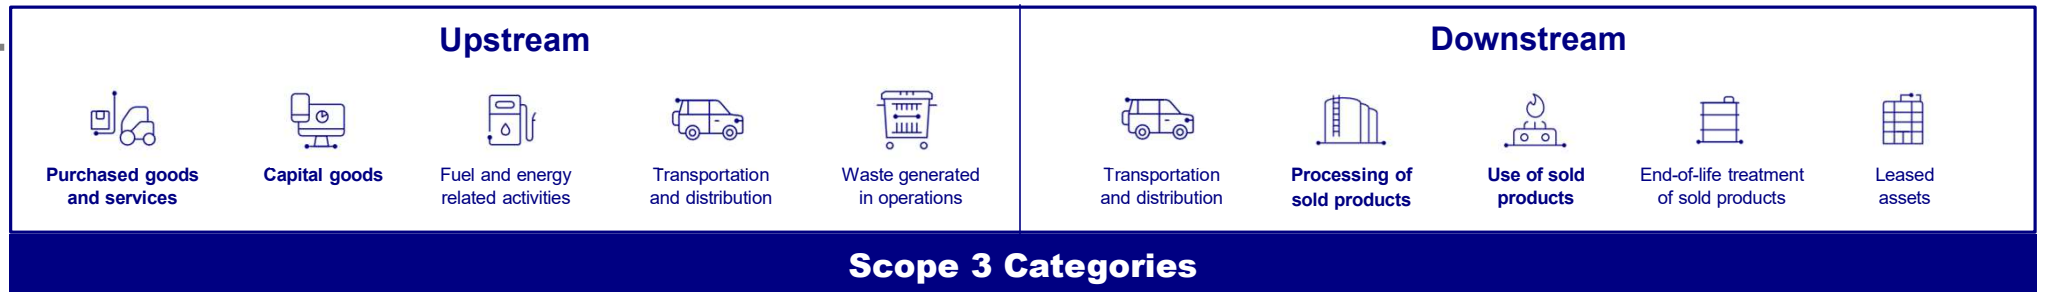 Upstream
Downstream
Purchased goods
and services
Capital goods
Fuel and energy
related activities
Transportation
and distribution
Waste generated
in operations
Transportation
and distribution
Processing of
sold products
Use of sold
products
End-of-life treatment
of sold products
Leased
assets
Scope 3 Categories